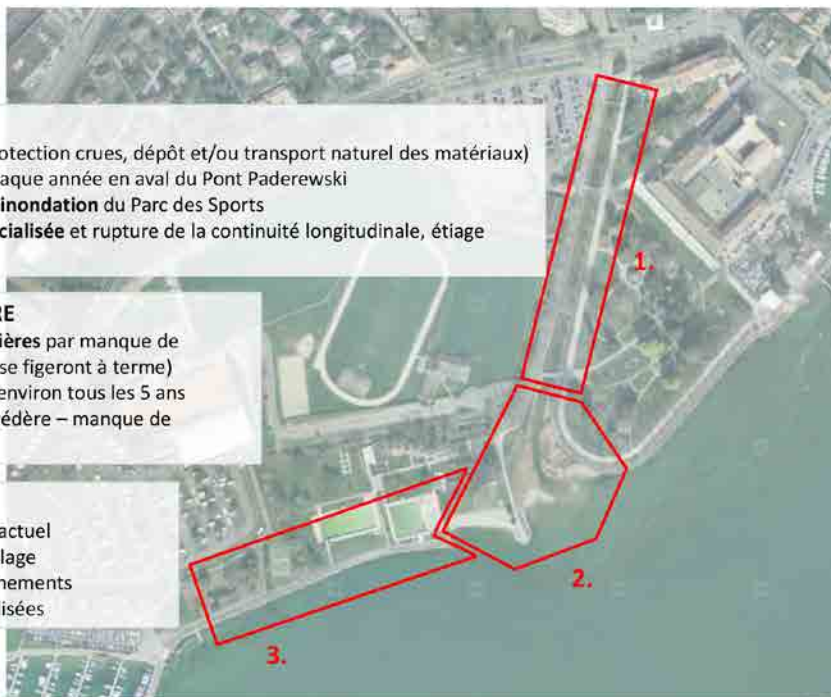 otection crues, dépôt et/ou transport naturel des matériaux)
aque année en aval du Pont Paderewski
inondation du Parc des Sports
cialisée et rupture de la continuité longitudinale, étiage
1.
RE
ières par manque de
se figeront à terme)
environ tous les 5 ans
édère – manque de
actuel
lage
nements
isées
2.
3.